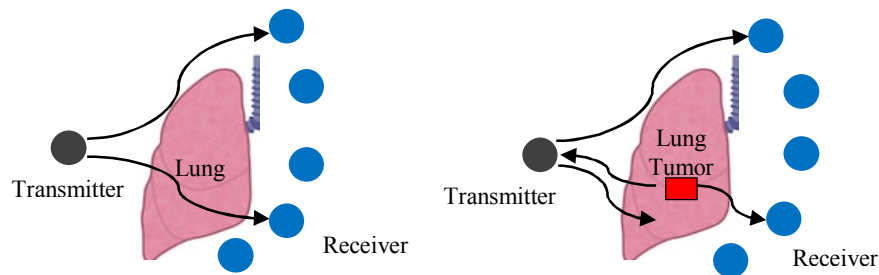 Lung
Transmitter
Receiver
Lung
Tumor
Transmitter
Receiver